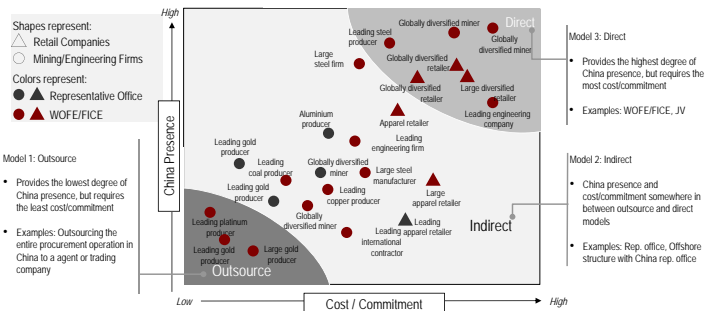 High
Shapes represent:
Retail Companies
Mining/Engineering Firms
Colors represent:
Representative Office
WOFE/FICE
China Presence
Model 1: Outsource
• Provides the lowest degree of
China presence, but requires
the least cost/commitment
• Examples: Outsourcing the
entire procurement operation in
China to a agent or trading
company
Globally diversified miner
Direct
Leading steel
producer
Globally
diversified miner
Large
steel firm
Globally diversified
retailer
Globally diversified
retailer
Large diversified
retailer
Leading engineering
company
Apparel retailer
Aluminium
producer
Leading
engineering firm
Leading gold
producer
Leading
coal producer
Globally diversified
miner
Large steel
manufacturer
Leading gold
producer
Leading
copper producer
Large
apparel retailer
Globally
diversified miner
Leading platinum
producer
Leading
apparel retailer
Indirect
Leading
international
contractor
Leading gold
producer
Large gold
producer
Outsource
Low
Cost / Commitment
High
Model 3: Direct
• Provides the highest degree of
China presence, but requires the
most cost/commitment
• Examples: WOFE/FICE, JV
Model 2: Indirect
• China presence and
cost/commitment somewhere in
between outsource and direct
models
• Examples: Rep. office, Offshore
structure with China rep. office